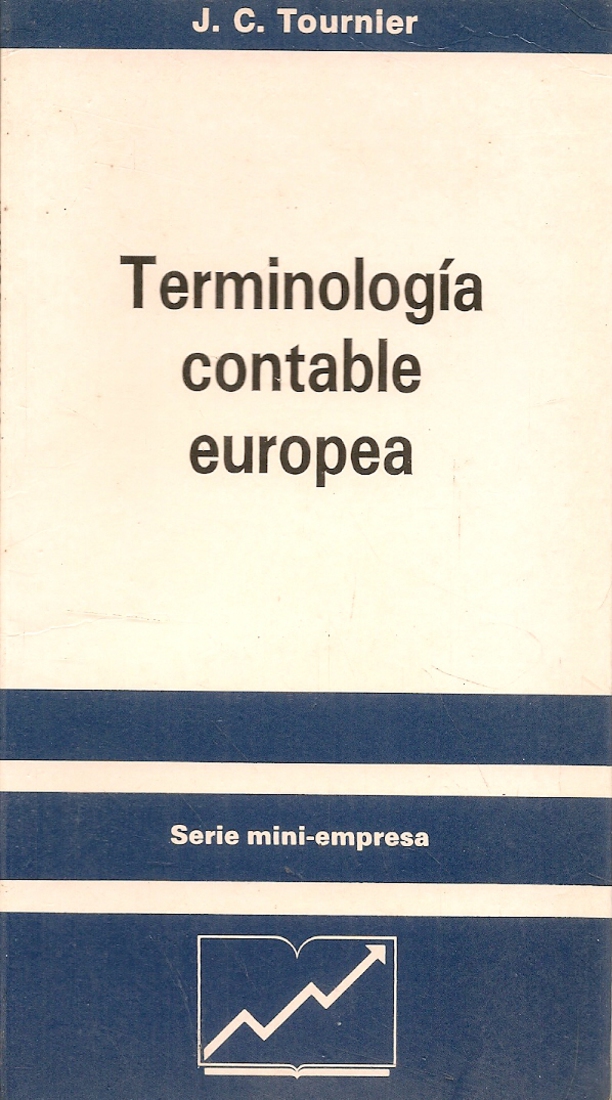 J. C. Tournier
Terminología
contable
europea
Serie mini-empresa